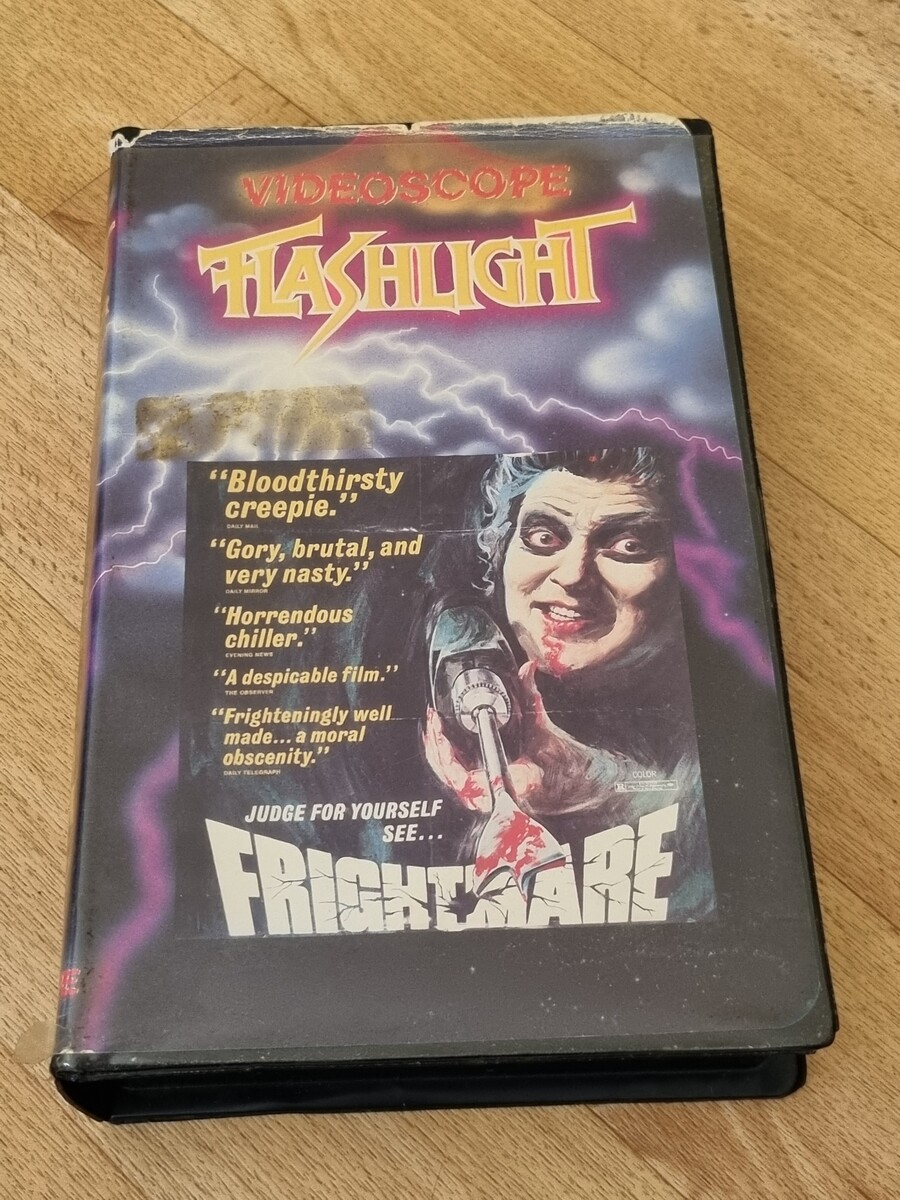 VIDEOSCOPE
FLASHLIGHT
“Bloodthirsty
creepie.”
DAILY MAIL
“Gory, brutal, and
very nasty.”
DAILY MIRROR
“Horrendous
chiller.”
EVENING NEWS
“A despicable film.”
THE OBSERVER
“Frighteningly well
made... a moral
obscenity.”
DAILY TELEGRAPH
COLOR
R
JUDGE FOR YOURSELF
SEE...
FRIGHTMARE